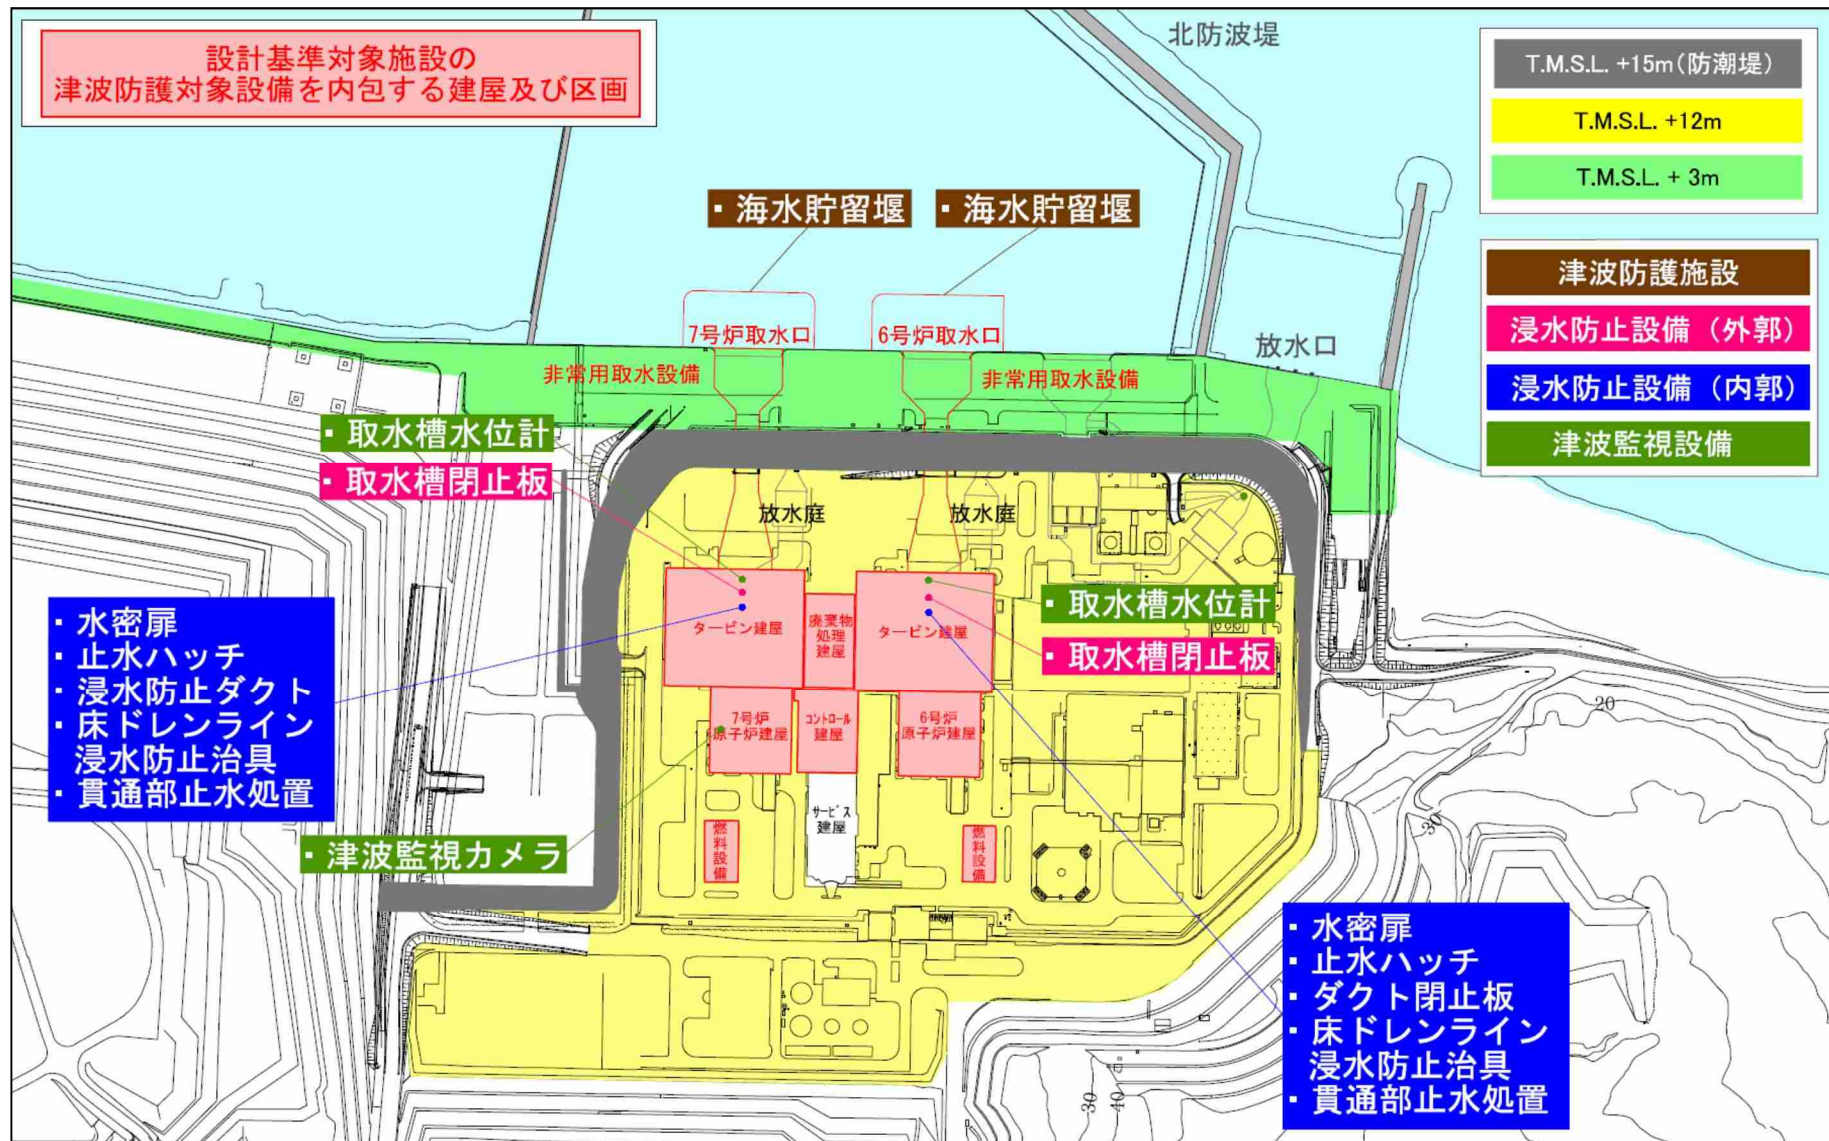 設計基準対象施設の
津波防護対象設備を内包する建屋及び区画
北防波堤
T.M.S.L. +15m(防潮堤)
T.M.S.L. +12m
T.M.S.L. + 3m
津波防護施設
浸水防止設備 (外郭)
浸水防止設備 (内郭)
津波監視設備
・海水貯留堰
・海水貯留堰
7号炉取水口
6号炉取水口
放水口
非常用取水設備
非常用取水設備
・取水槽水位計
・取水槽閉止板
放水庭
放水庭
・取水槽水位計
・取水槽閉止板
タービン建屋
廃棄物
処理
建屋
タービン建屋
・水密扉
・止水ハッチ
・浸水防止ダクト
・床ドレンライン
浸水防止治具
・貫通部止水処置
7号炉
原子炉建屋
コントロール
建屋
6号炉
原子炉建屋
サービス
建屋
燃料設備
燃料設備
・津波監視カメラ
・水密扉
・止水ハッチ
・ダクト閉止板
・床ドレンライン
浸水防止治具
・貫通部止水処置
20
30
30
40